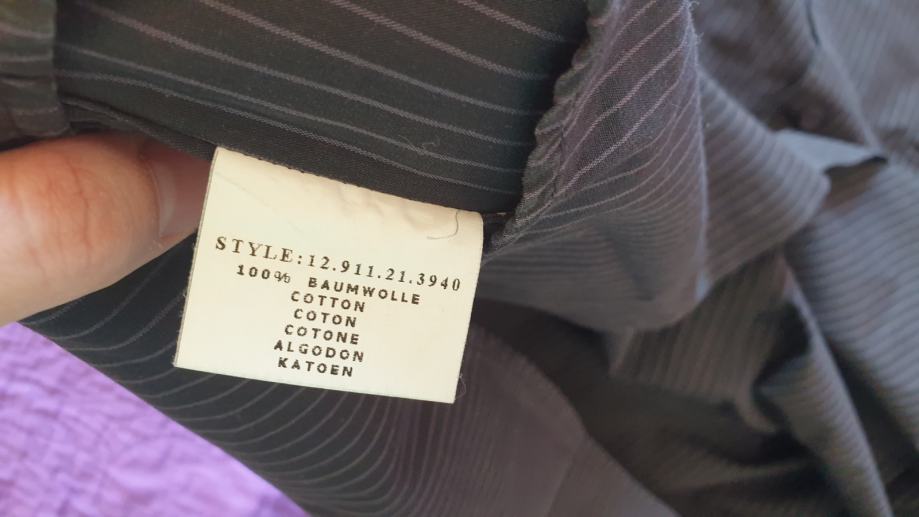 STYLE:12.911.21.3940
100% BAUMWOLLE
COTTON
COTON
COTONE
ALGODON
KATOEN